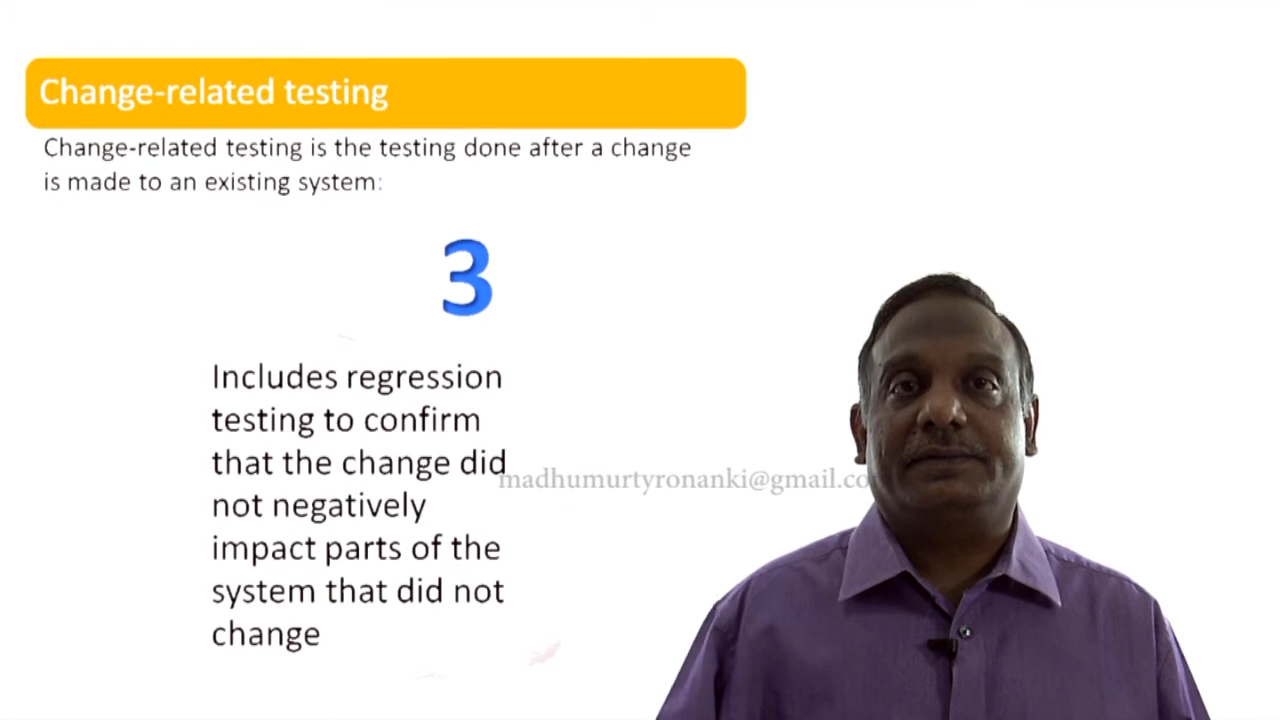 Change-related testing
Change-related testing is the testing done after a change
is made to an existing system:
3
Includes regression
testing to confirm
that the change did
not negatively
impact parts of the
system that did not
change
madhumurtyronanki@gmail.co